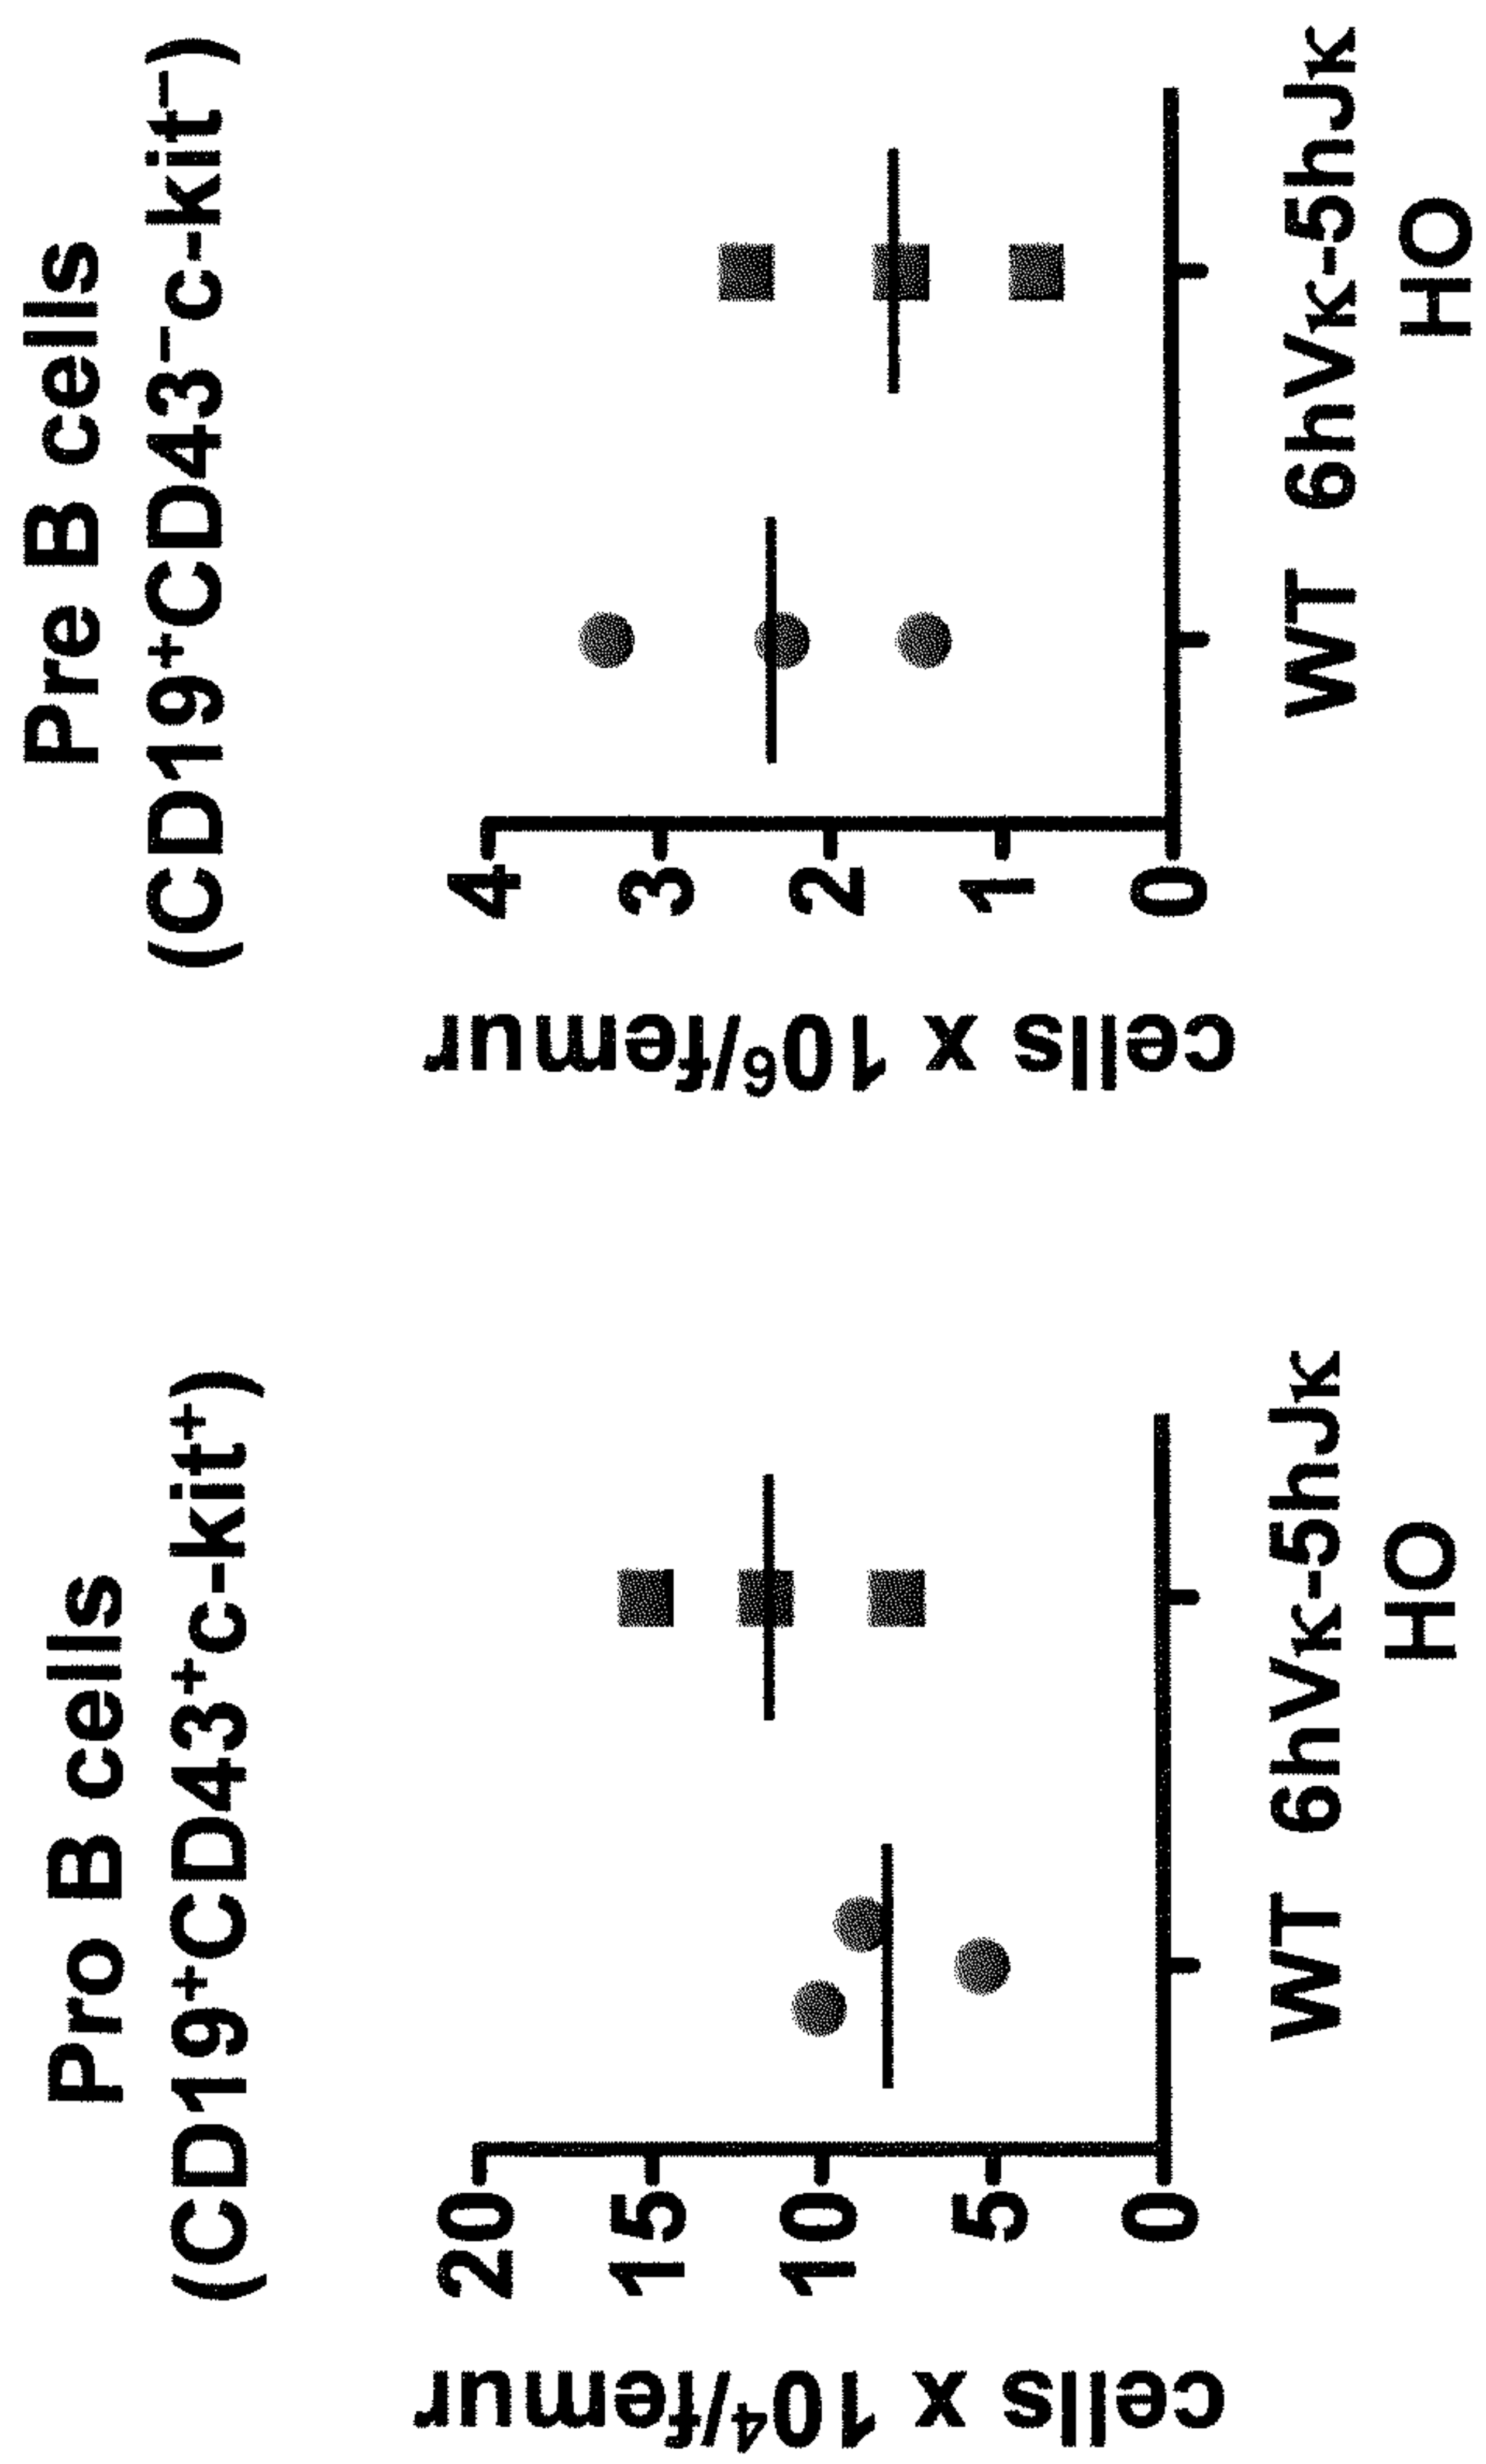 Pro B cells
(CD19⁺CD43⁺c-kit⁺)
cells x 10⁴/femur
20
15
10
5
0
WT 6hVκ-5hJκ
HO
Pre B cells
(CD19⁺CD43⁻c-kit⁻)
cells x 10⁶/femur
4
3
2
1
0
WT 6hVκ-5hJκ
HO